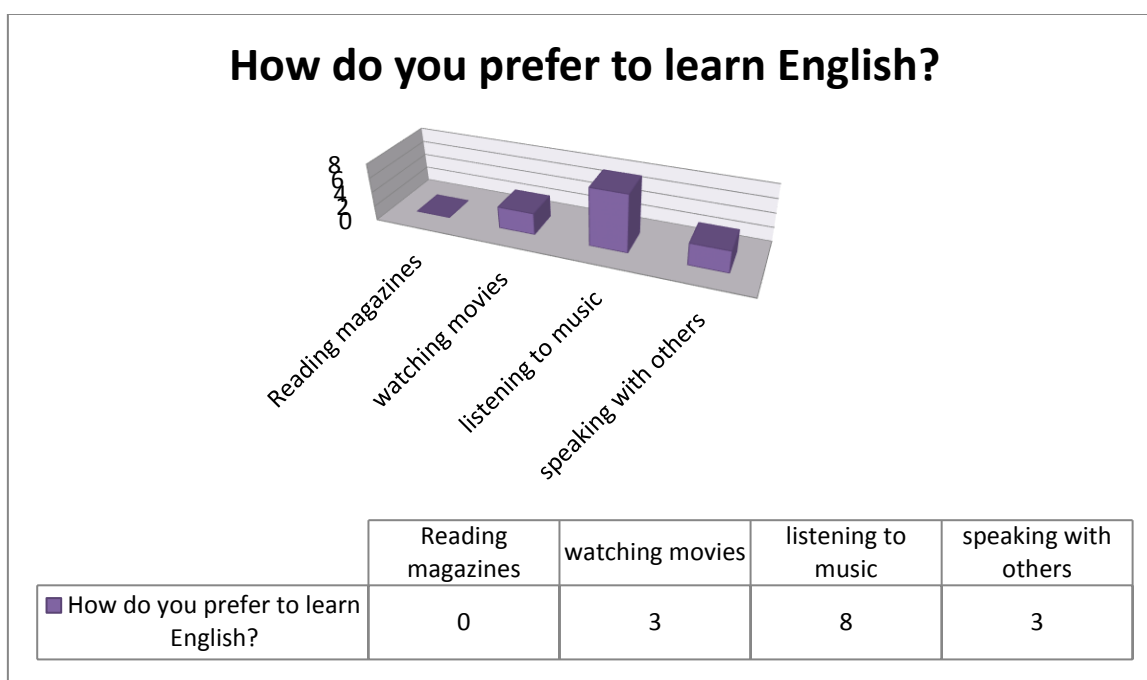 How do you prefer to learn English?
8
6
4
2
0
Reading magazines
watching movies
listening to music
speaking with others
Reading
magazines
watching movies
listening to
music
speaking with
others
How do you prefer to learn
English?
0
3
8
3